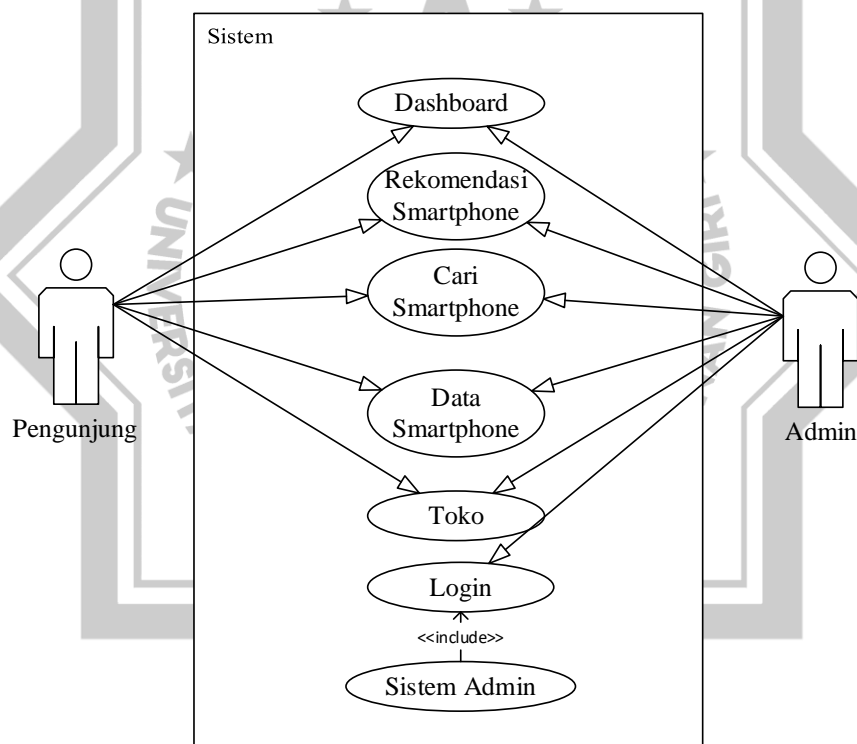 Sistem
Dashboard
Rekomendasi
Smartphone
Cari
Smartphone
Data
Smartphone
Pengunjung
Admin
Toko
Login
<<include>>
Sistem Admin